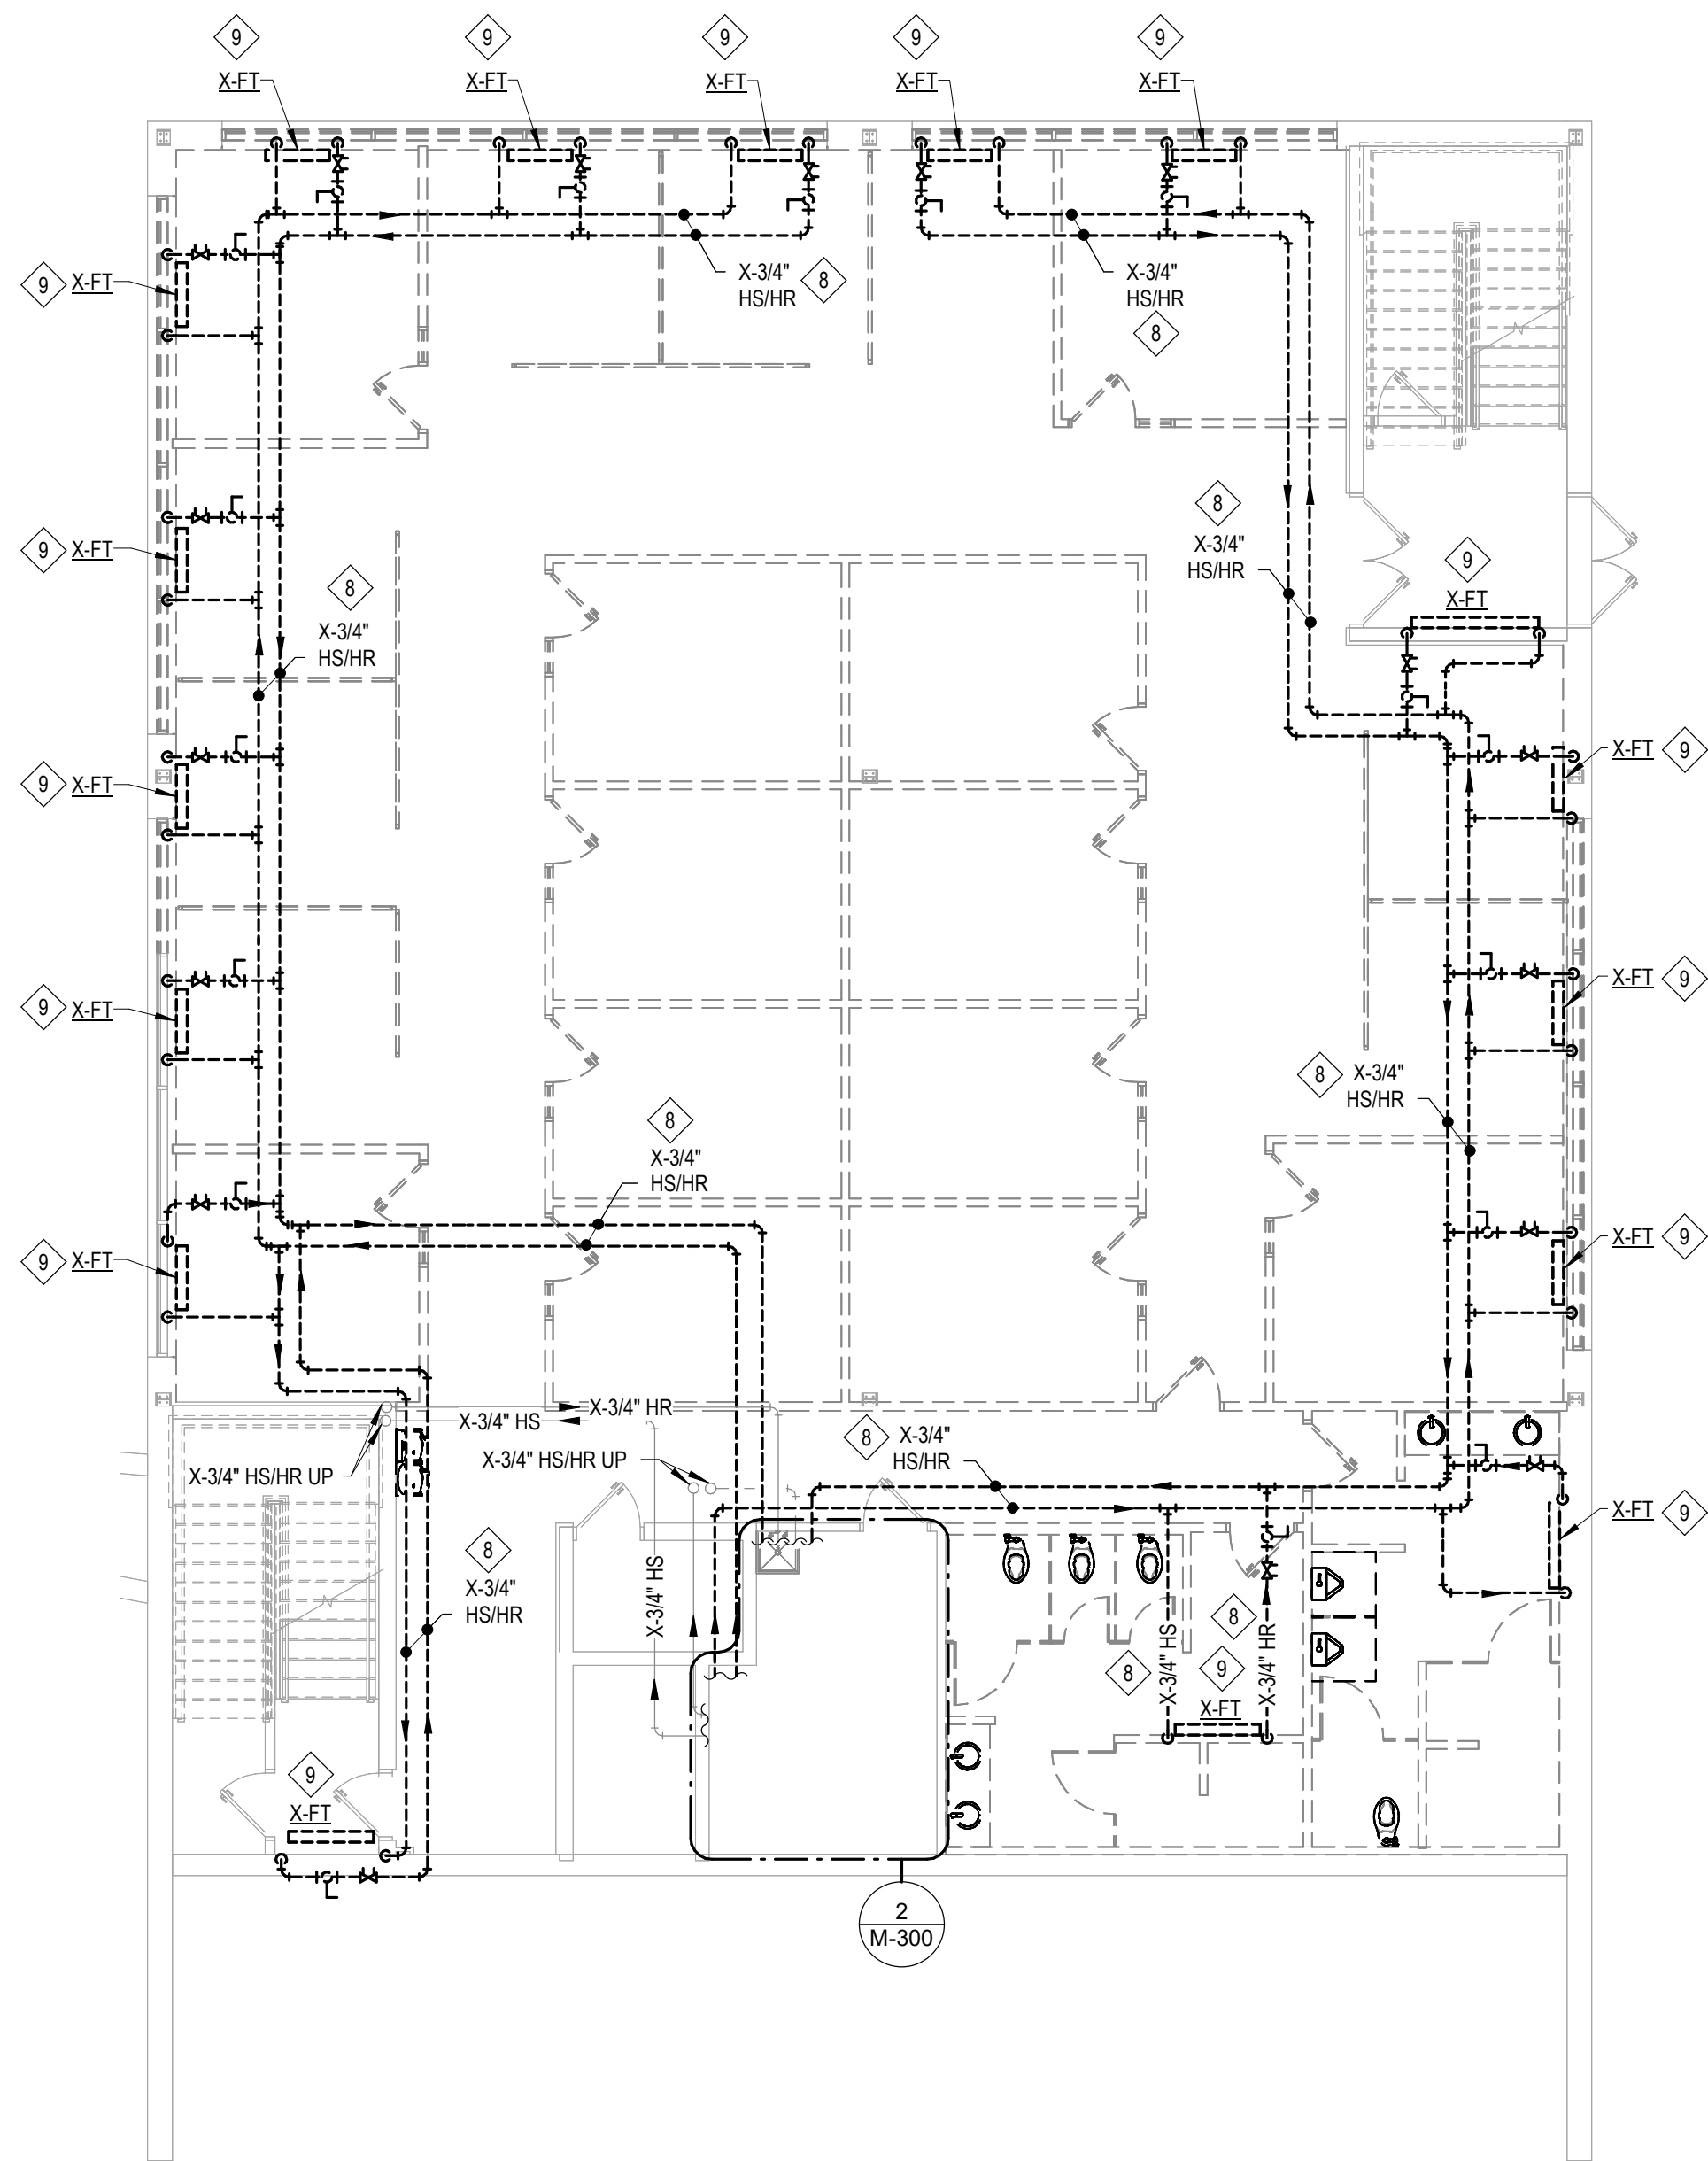 9
9
9
9
9
X-FT
X-FT
X-FT
X-FT
X-FT
X-3/4"
HS/HR
8
X-3/4"
HS/HR
8
9
X-FT
8
X-3/4"
HS/HR
9
X-FT
9
X-FT
8
X-3/4"
HS/HR
X-FT
9
9
X-FT
X-FT
9
9
X-FT
8
X-3/4"
HS/HR
8
X-3/4"
HS/HR
X-FT
9
9
X-FT
X-3/4" HR
X-3/4" HS
X-3/4" HS/HR UP
X-3/4" HS/HR UP
8
X-3/4"
HS/HR
X-FT
9
8
X-3/4"
HS/HR
X-3/4" HS
8
8
X-3/4" HS
9
X-FT
X-3/4" HR
9
X-FT
2
M-300